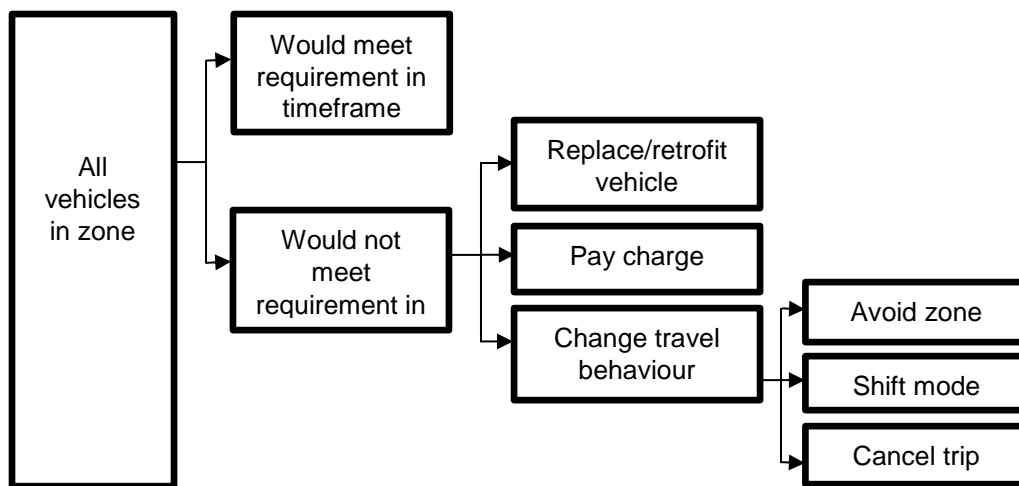 All
vehicles
in zone
Would meet
requirement in
timeframe
Would not
meet
requirement in
Replace/retrofit
vehicle
Pay charge
Change travel
behaviour
Avoid zone
Shift mode
Cancel trip